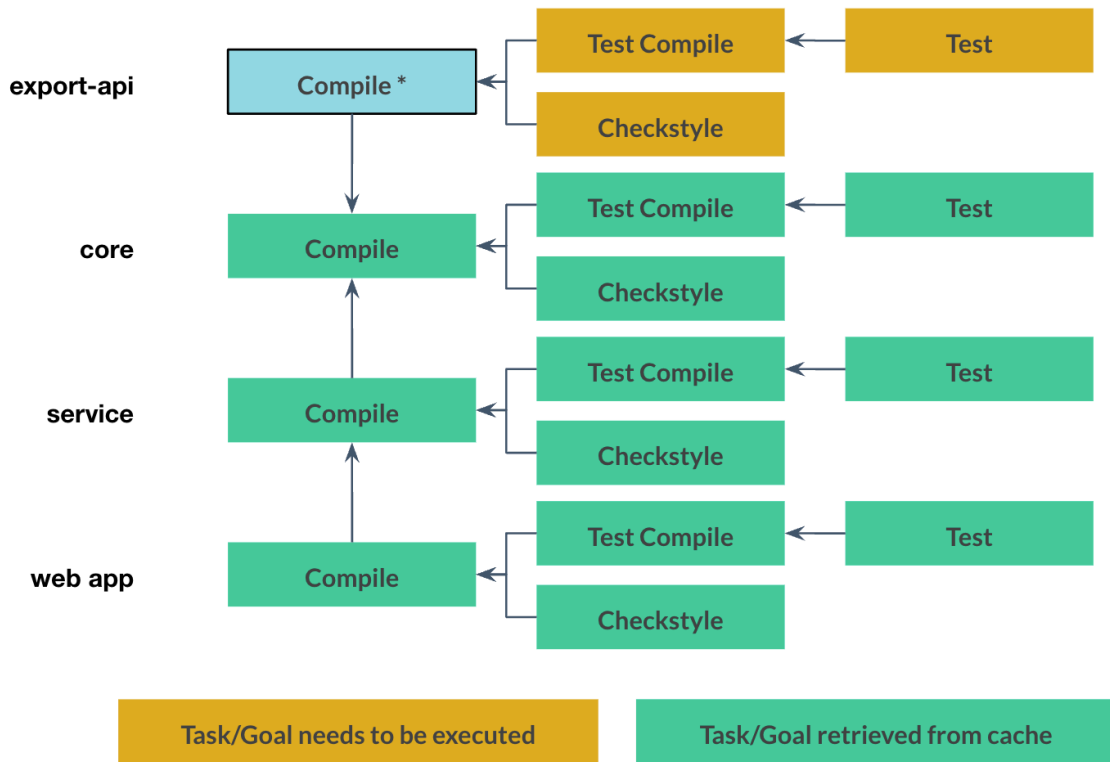 export-api
Compile *
Test Compile
Test
Checkstyle
core
Compile
Test Compile
Test
Checkstyle
service
Compile
Test Compile
Test
Checkstyle
web app
Compile
Test Compile
Test
Checkstyle
Task/Goal needs to be executed
Task/Goal retrieved from cache